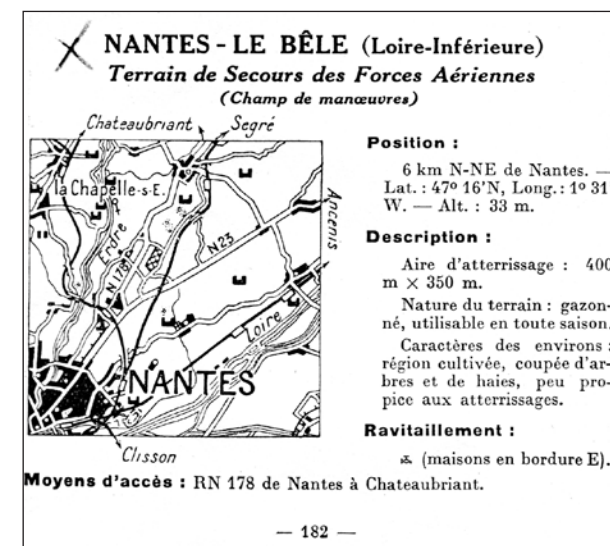 NANTES - LE BÊLE (Loire-Inférieure)
Terrain de Secours des Forces Aériennes
(Champ de manœuvres)
Chateaubriant
Segré
la Chapelle-s-E.
Erdre
N 178
N 23
Ancenis
Loire
NANTES
Clisson
Position :
6 km N-NE de Nantes. —
Lat. : 47º 16'N, Long. : 1º 31
W. — Alt. : 33 m.
Description :
Aire d'atterrissage : 400
m × 350 m.
Nature du terrain : gazon-
né, utilisable en toute saison.
Caractères des environs :
région cultivée, coupée d'ar-
bres et de haies, peu pro-
pice aux atterrissages.
Ravitaillement :
(maisons en bordure E).
Moyens d'accès : RN 178 de Nantes à Chateaubriant.
— 182 —